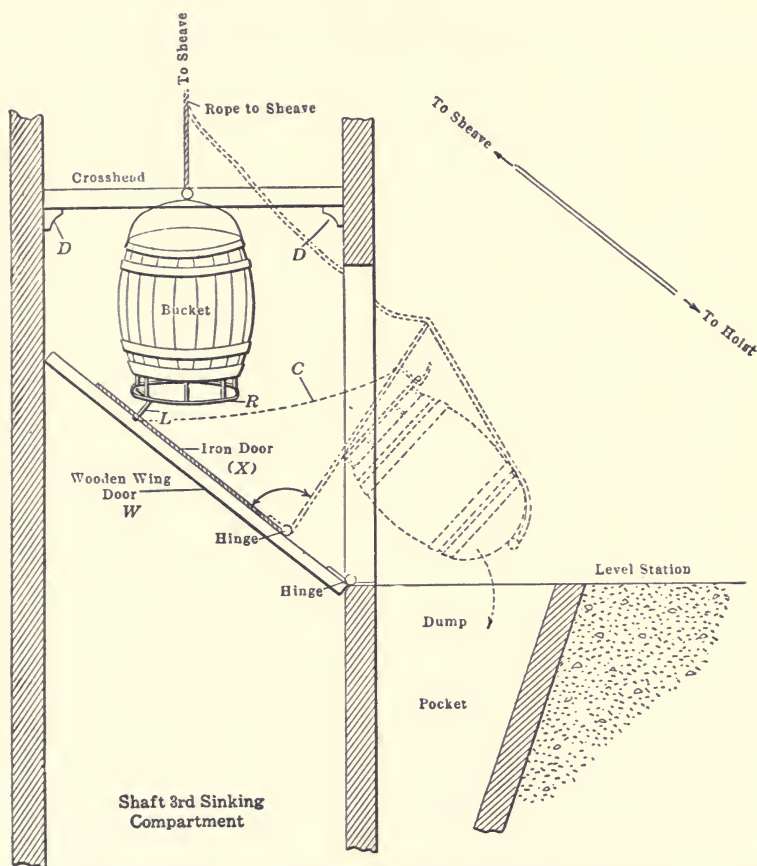 To Sheave
Rope to Sheave
To Sheave
Crosshead
D
D
Bucket
To Hoist
C
R
L
Iron Door
(X)
Wooden Wing
Door
W
Hinge
Hinge
Level Station
Dump
Pocket
Shaft 3rd Sinking
Compartment